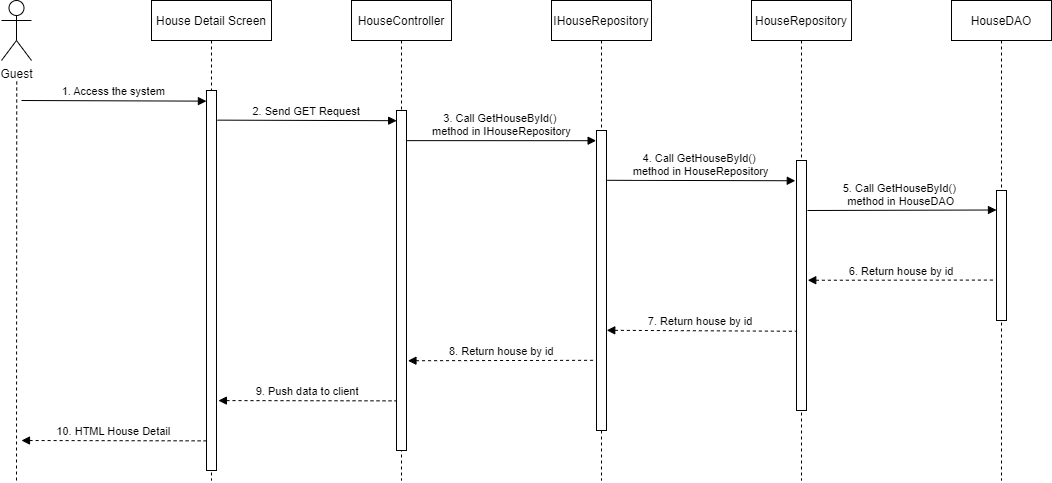 House Detail Screen
HouseController
IHouseRepository
HouseRepository
HouseDAO
Guest
1. Access the system
2. Send GET Request
3. Call GetHouseById()
method in IHouseRepository
4. Call GetHouseById()
method in HouseRepository
5. Call GetHouseById()
method in HouseDAO
6. Return house by id
7. Return house by id
8. Return house by id
9. Push data to client
10. HTML House Detail